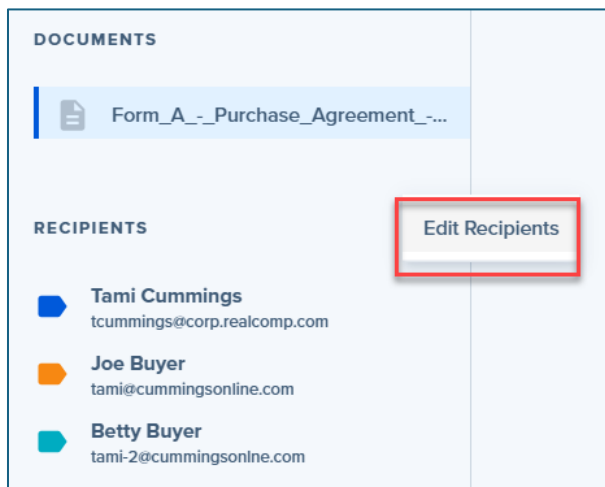 DOCUMENTS
Form_A_-_Purchase_Agreement_-...
RECIPIENTS
Edit Recipients
Tami Cummings
tcummings@corp.realcomp.com
Joe Buyer
tami@cummingsonline.com
Betty Buyer
tami-2@cummingsonlne.com